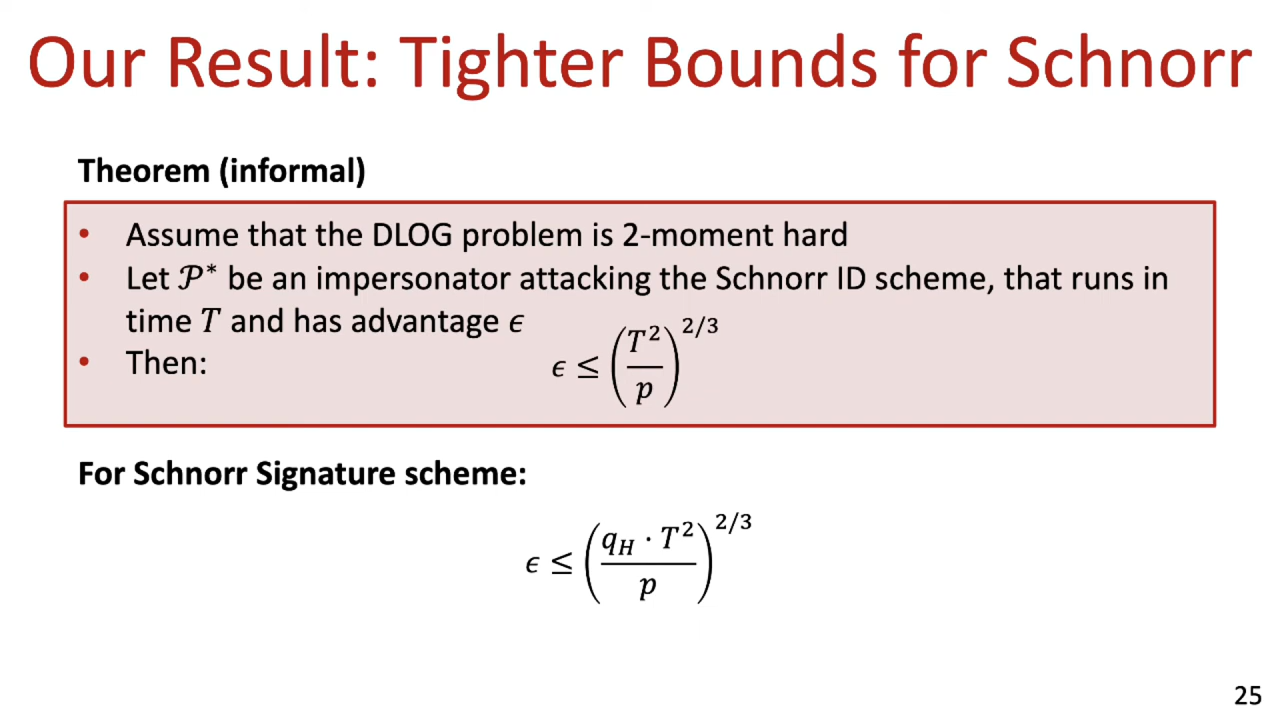 Our Result: Tighter Bounds for Schnorr
Theorem (informal)
• Assume that the DLOG problem is 2-moment hard
• Let 𝒫* be an impersonator attacking the Schnorr ID scheme, that runs in
time T and has advantage ϵ
• Then: ϵ ≤ (T²/p)^{2/3}
For Schnorr Signature scheme:
ϵ ≤ (q_H · T²/p)^{2/3}
25